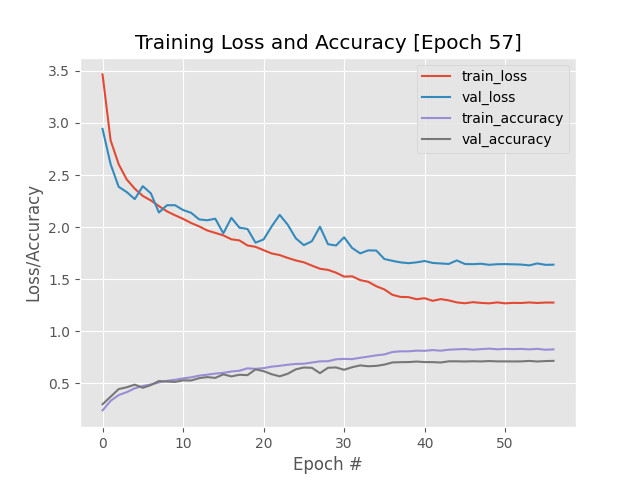 Training Loss and Accuracy [Epoch 57]
train_loss
val_loss
train_accuracy
val_accuracy
3.5
3.0
2.5
2.0
1.5
1.0
0.5
Loss/Accuracy
0 10 20 30 40 50
Epoch #